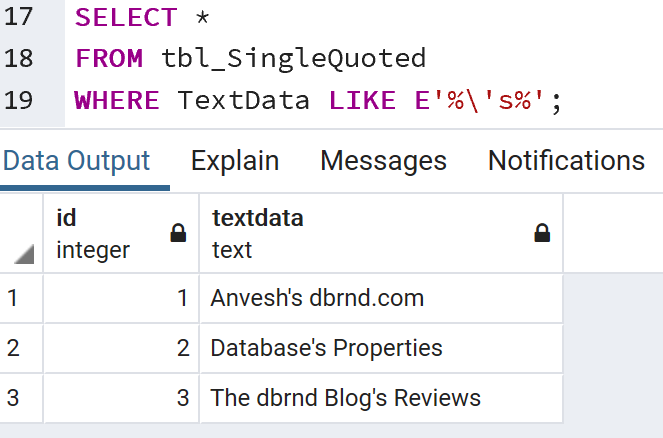 17 SELECT *
18 FROM tbl_SingleQuoted
19 WHERE TextData LIKE E'%\'s%';
Data Output Explain Messages Notifications
id textdata
integer text
1 1 Anvesh's dbrnd.com
2 2 Database's Properties
3 3 The dbrnd Blog's Reviews